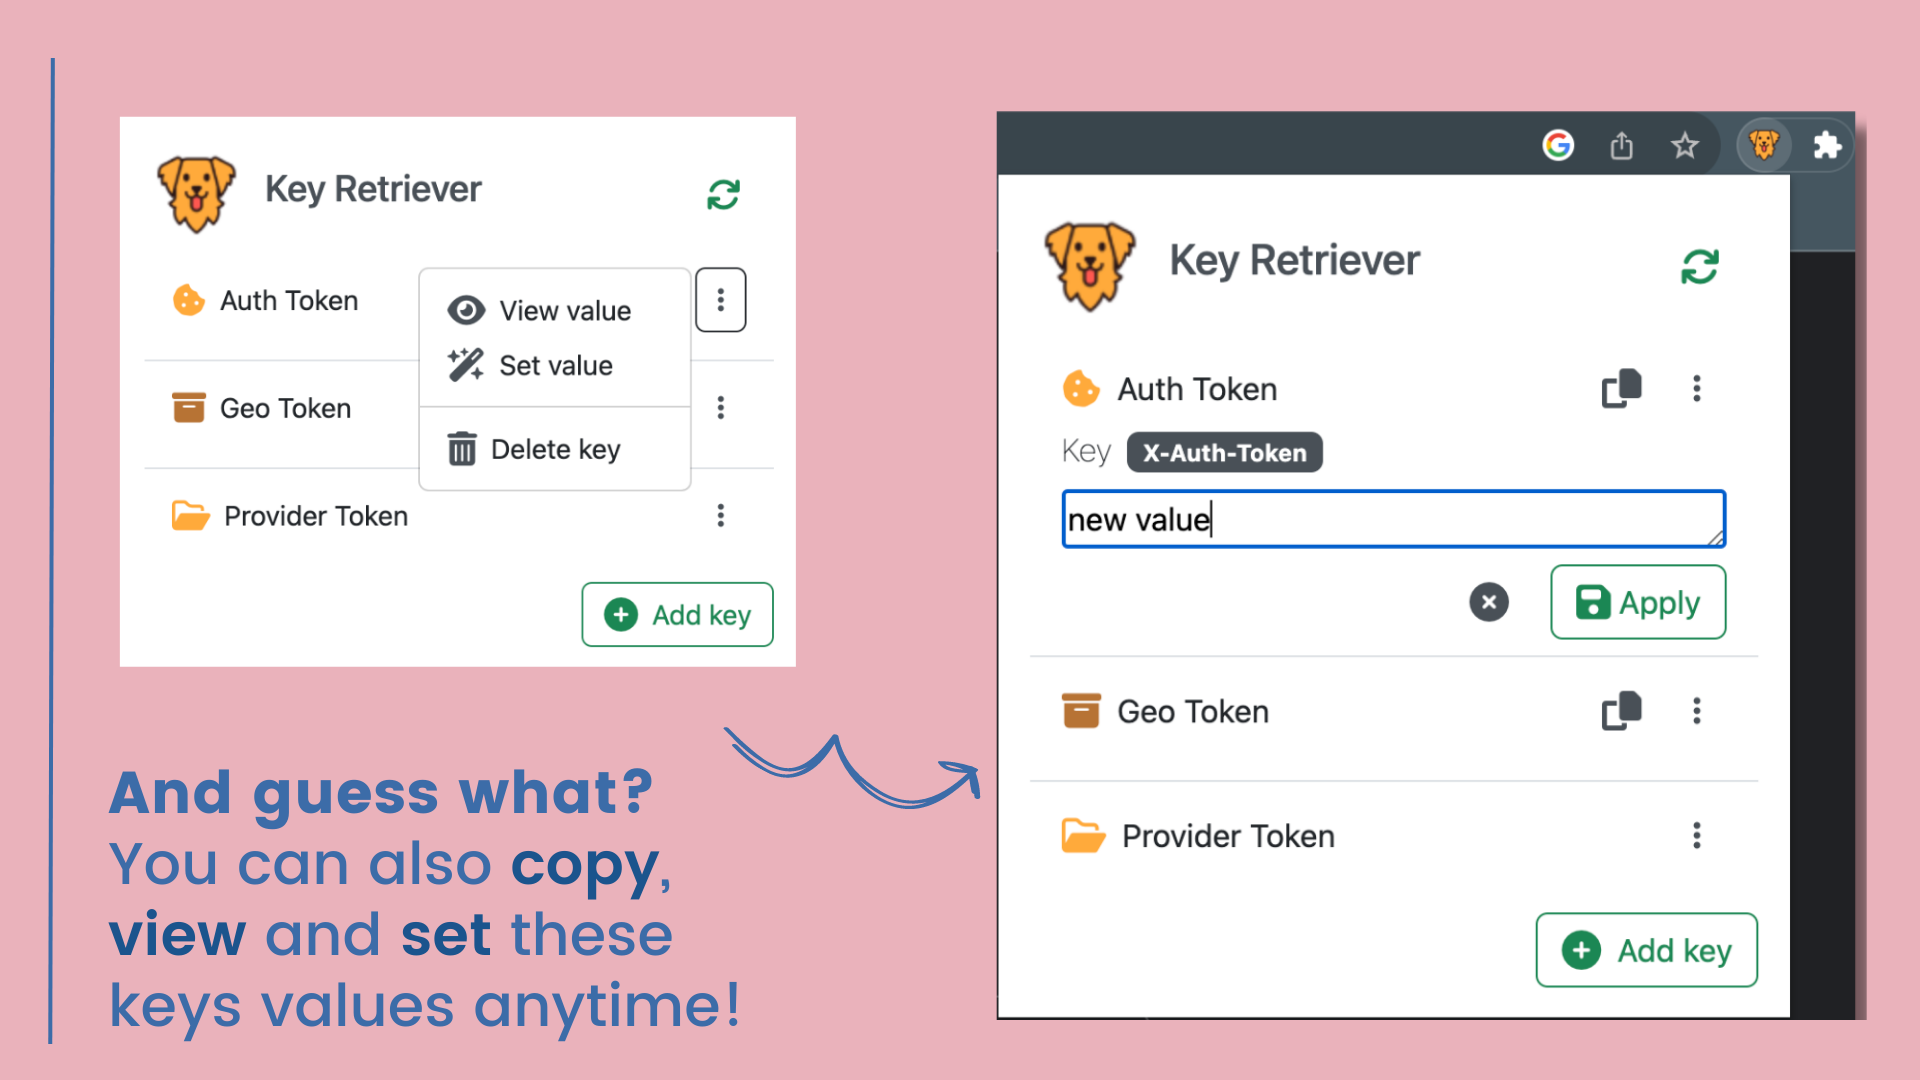 Key Retriever
Auth Token
View value
Set value
Geo Token
Delete key
Provider Token
Add key
And guess what?
You can also copy,
view and set these
keys values anytime!
G
Key Retriever
Auth Token
Key X-Auth-Token
new value
Apply
Geo Token
Provider Token
Add key